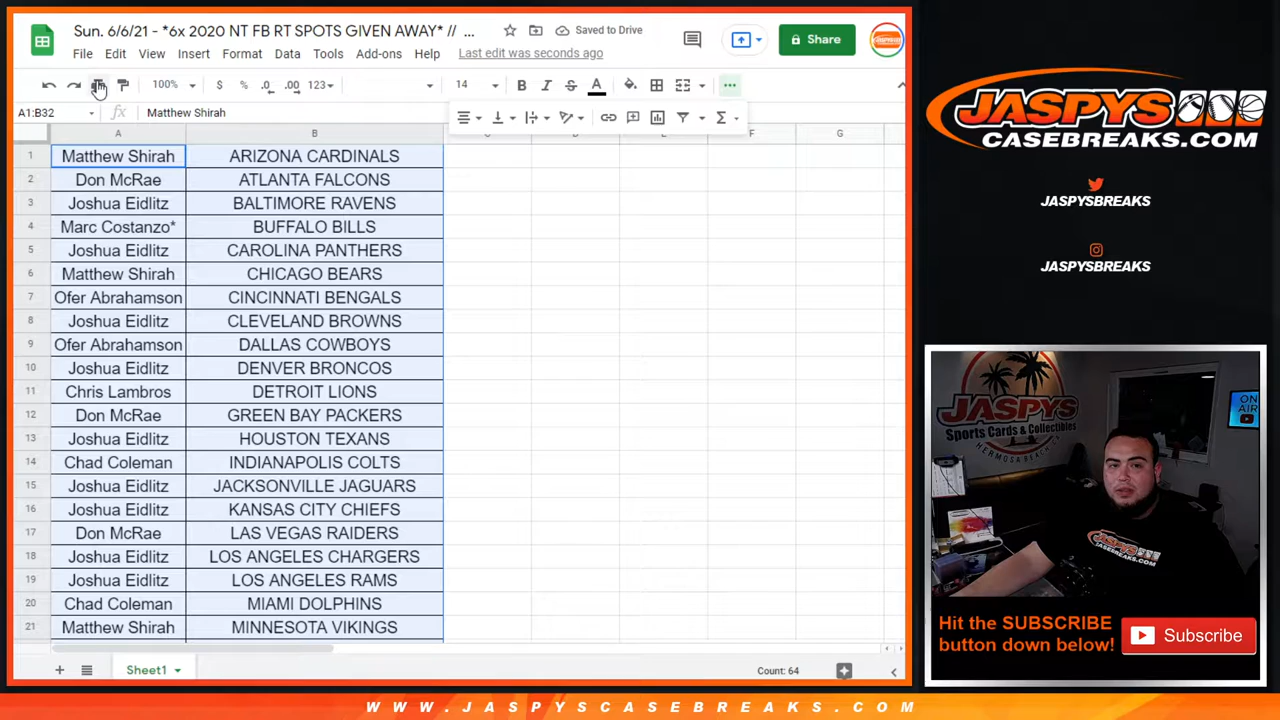 Sun. 6/6/21 - *6x 2020 NT FB RT SPOTS GIVEN AWAY* // ...
Saved to Drive
Share
File Edit View Insert Format Data Tools Add-ons Help Last edit was seconds ago
100% $ % .0 .00 123 14 B I S A
A1:B32 fx Matthew Shirah
A B C D E F G
1 Matthew Shirah ARIZONA CARDINALS
2 Don McRae ATLANTA FALCONS
3 Joshua Eidlitz BALTIMORE RAVENS
4 Marc Costanzo* BUFFALO BILLS
5 Joshua Eidlitz CAROLINA PANTHERS
6 Matthew Shirah CHICAGO BEARS
7 Ofer Abrahamson CINCINNATI BENGALS
8 Joshua Eidlitz CLEVELAND BROWNS
9 Ofer Abrahamson DALLAS COWBOYS
10 Joshua Eidlitz DENVER BRONCOS
11 Chris Lambros DETROIT LIONS
12 Don McRae GREEN BAY PACKERS
13 Joshua Eidlitz HOUSTON TEXANS
14 Chad Coleman INDIANAPOLIS COLTS
15 Joshua Eidlitz JACKSONVILLE JAGUARS
16 Joshua Eidlitz KANSAS CITY CHIEFS
17 Don McRae LAS VEGAS RAIDERS
18 Joshua Eidlitz LOS ANGELES CHARGERS
19 Joshua Eidlitz LOS ANGELES RAMS
20 Chad Coleman MIAMI DOLPHINS
21 Matthew Shirah MINNESOTA VIKINGS
Sheet1
Count: 64
JASPYS
CASEBREAKS.COM
JASPYSBREAKS
JASPYSBREAKS
JASPYS
Sports Cards & Collectibles
HERMOSA BEACH, CA
ON
AIR
JASPYS
CASEBREAKS.COM
Hit the SUBSCRIBE
button down below!
Subscribe
WWW.JASPYSCASEBREAKS.COM